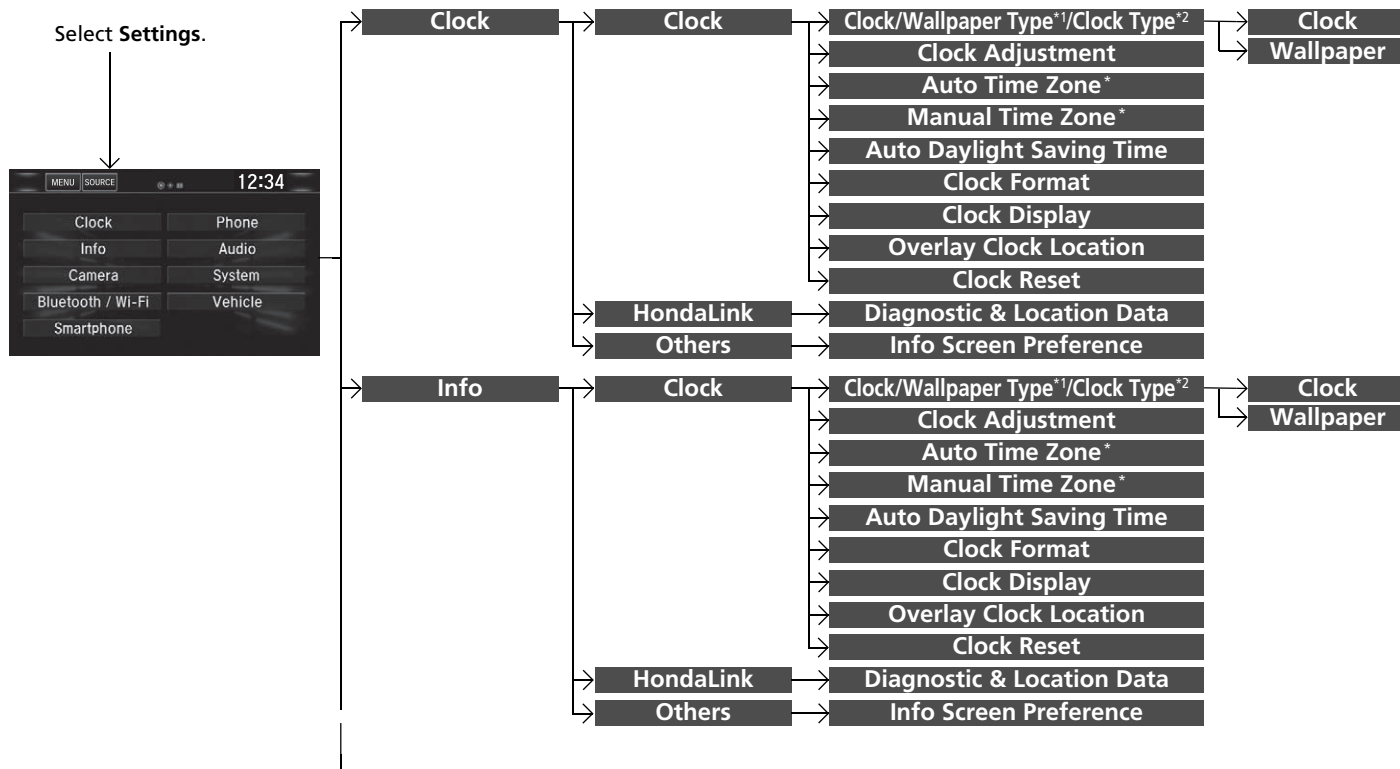 Select Settings.
MENU SOURCE 12:34
Clock Phone
Info Audio
Camera System
Bluetooth / Wi-Fi Vehicle
Smartphone
Clock Clock Clock/Wallpaper Type*1/Clock Type*2 Clock
Wallpaper
Clock Adjustment
Auto Time Zone*
Manual Time Zone*
Auto Daylight Saving Time
Clock Format
Clock Display
Overlay Clock Location
Clock Reset
HondaLink Diagnostic & Location Data
Others Info Screen Preference
Info Clock Clock/Wallpaper Type*1/Clock Type*2 Clock
Wallpaper
Clock Adjustment
Auto Time Zone*
Manual Time Zone*
Auto Daylight Saving Time
Clock Format
Clock Display
Overlay Clock Location
Clock Reset
HondaLink Diagnostic & Location Data
Others Info Screen Preference